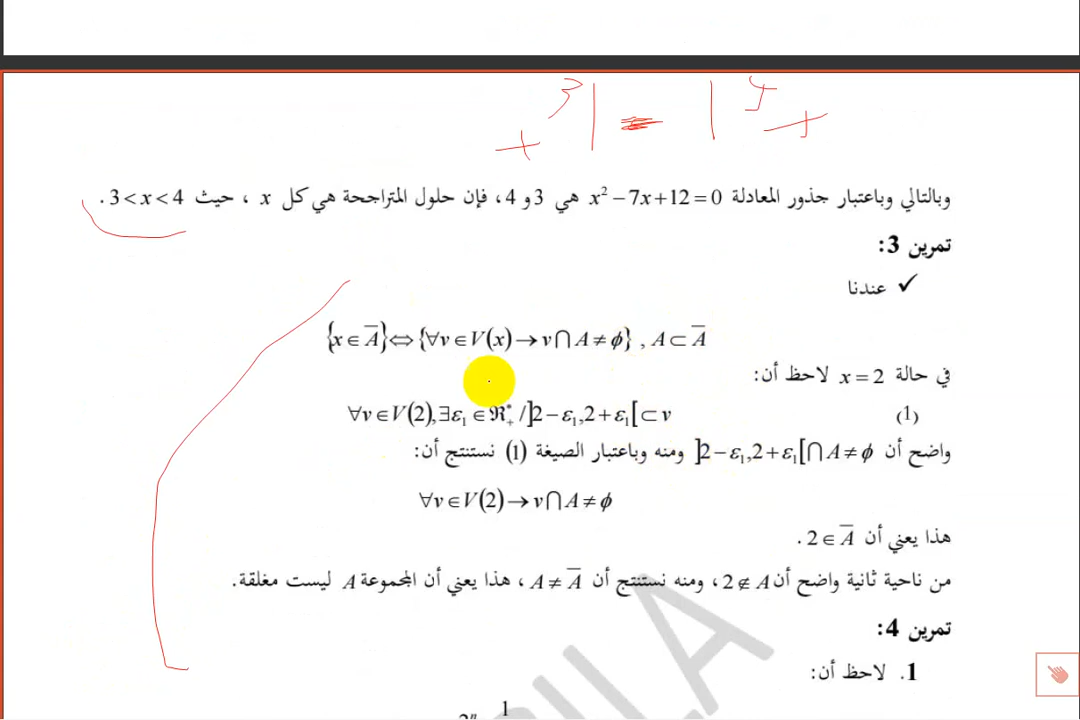 + 3| = | 4 +
وبالتالي وباعتبار جذور المعادلة x² − 7x + 12 = 0 هي 3 و 4، فإن حلول المتراجحة هي كل x ، حيث 3 < x < 4 .
تمرين 3:
✓ عندنا
{x ∈ A̅} ⇔ {∀v ∈ V(x) → v ⋂ A ≠ ϕ} , A ⊂ A̅
في حالة x = 2 لاحظ أن:
∀v ∈ V(2), ∃ε₁ ∈ ℜ₊* / ]2 − ε₁, 2 + ε₁[ ⊂ v (1)
واضح أن ]2 − ε₁, 2 + ε₁[ ⋂ A ≠ ϕ ومنه وباعتبار الصيغة (1) نستنتج أن:
∀v ∈ V(2) → v ⋂ A ≠ ϕ
هذا يعني أن 2 ∈ A̅ .
من ناحية ثانية واضح أن 2 ∉ A ، ومنه نستنتج أن A ≠ A̅ ، هذا يعني أن المجموعة A ليست مغلقة.
تمرين 4:
1. لاحظ أن:
1